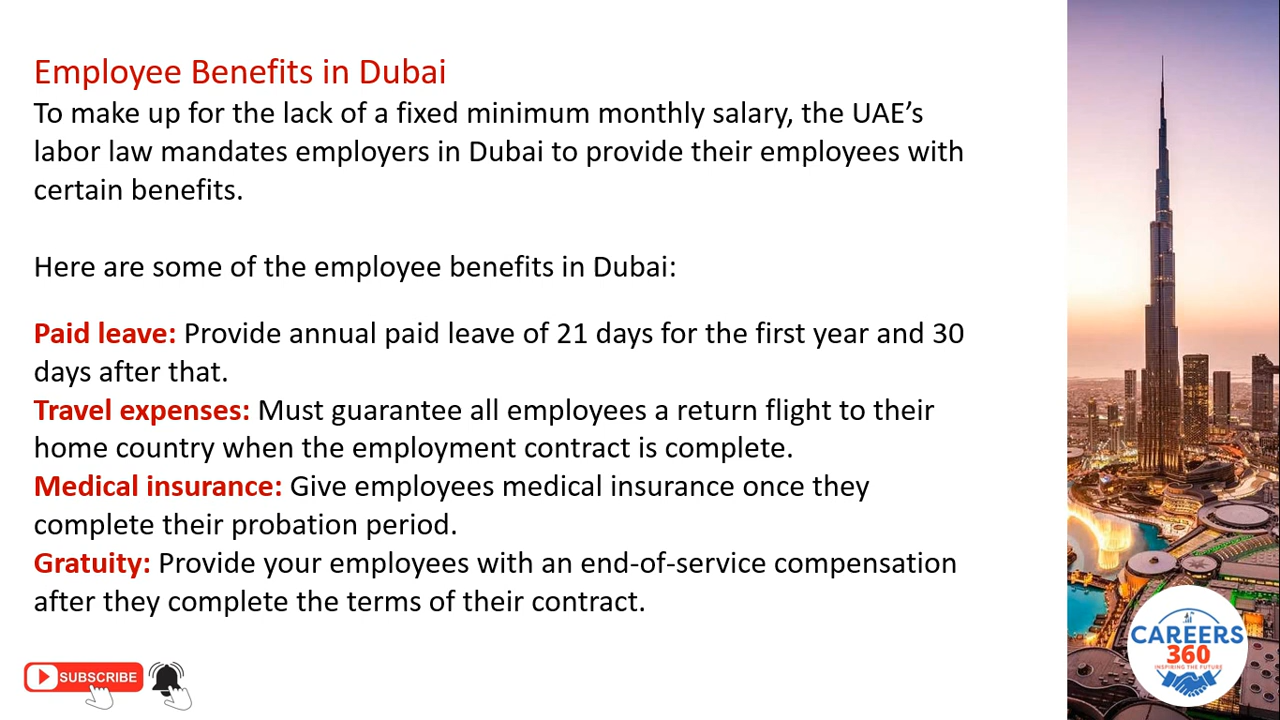 Employee Benefits in Dubai
To make up for the lack of a fixed minimum monthly salary, the UAE’s
labor law mandates employers in Dubai to provide their employees with
certain benefits.
Here are some of the employee benefits in Dubai:
Paid leave: Provide annual paid leave of 21 days for the first year and 30
days after that.
Travel expenses: Must guarantee all employees a return flight to their
home country when the employment contract is complete.
Medical insurance: Give employees medical insurance once they
complete their probation period.
Gratuity: Provide your employees with an end-of-service compensation
after they complete the terms of their contract.
SUBSCRIBE
CAREERS
360
INSPIRING THE FUTURE